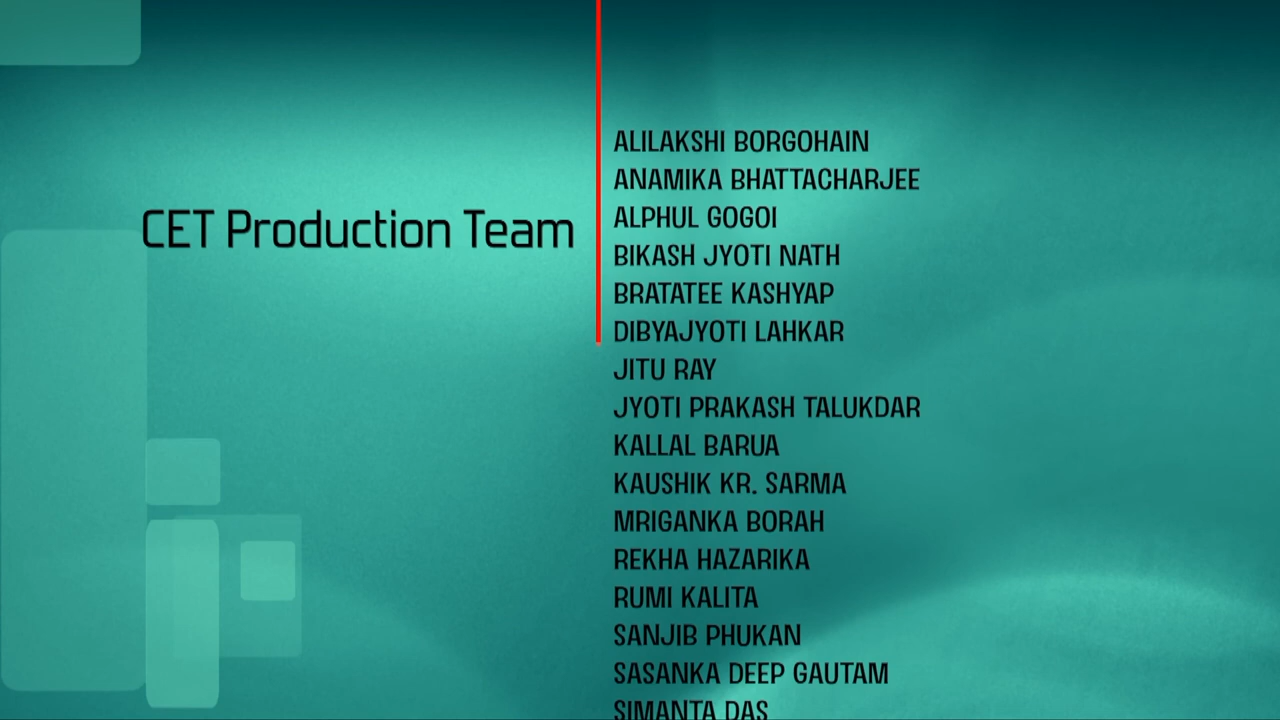 CET Production Team
ALILAKSHI BORGOHAIN
ANAMIKA BHATTACHARJEE
ALPHUL GOGOI
BIKASH JYOTI NATH
BRATATEE KASHYAP
DIBYAJYOTI LAHKAR
JITU RAY
JYOTI PRAKASH TALUKDAR
KALLAL BARUA
KAUSHIK KR. SARMA
MRIGANKA BORAH
REKHA HAZARIKA
RUMI KALITA
SANJIB PHUKAN
SASANKA DEEP GAUTAM
SIMANTA DAS